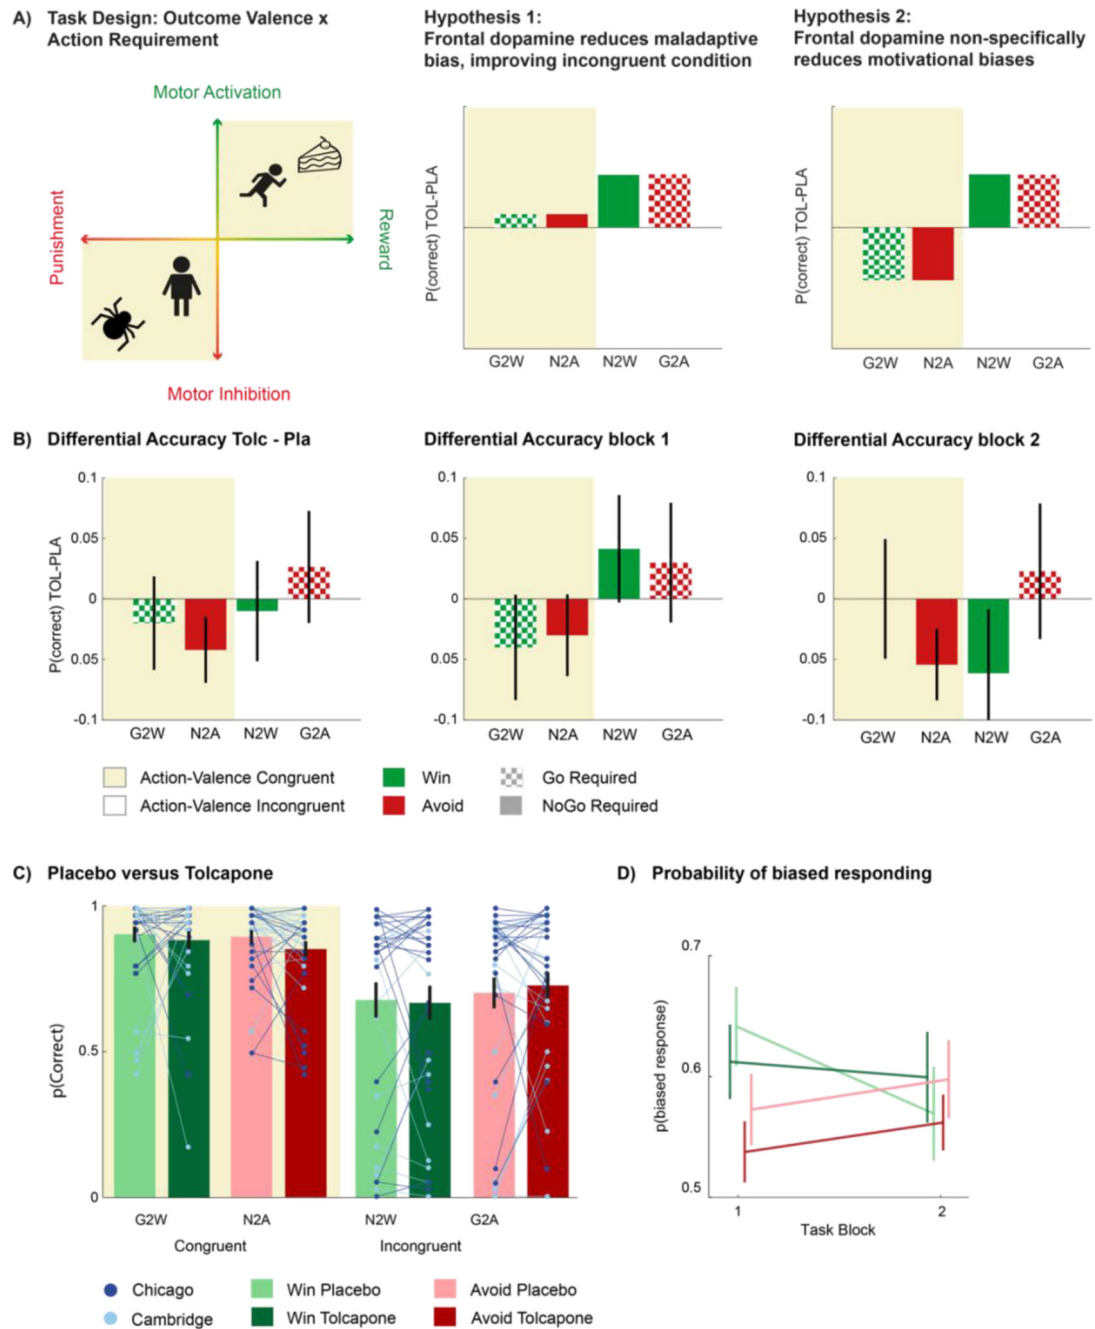 A) Task Design: Outcome Valence x
Action Requirement
Motor Activation
Punishment
Reward
Motor Inhibition
Hypothesis 1:
Frontal dopamine reduces maladaptive
bias, improving incongruent condition
P(correct) TOL-PLA
G2W N2A N2W G2A
Hypothesis 2:
Frontal dopamine non-specifically
reduces motivational biases
P(correct) TOL-PLA
G2W N2A N2W G2A
B) Differential Accuracy Tolc - Pla
P(correct) TOL-PLA
0.1
0.05
0
0.05
-0.1
G2W N2A N2W G2A
Differential Accuracy block 1
0.1
0.05
0
0.05
-0.1
G2W N2A N2W G2A
Differential Accuracy block 2
0.1
0.05
0
0.05
-0.1
G2W N2A N2W G2A
Action-Valence Congruent
Action-Valence Incongruent
Win
Avoid
Go Required
NoGo Required
C) Placebo versus Tolcapone
p(Correct)
1
0.5
0
G2W N2A N2W G2A
Congruent Incongruent
Chicago
Cambridge
Win Placebo
Win Tolcapone
Avoid Placebo
Avoid Tolcapone
D) Probability of biased responding
p(biased response)
0.7
0.6
0.5
1 2
Task Block